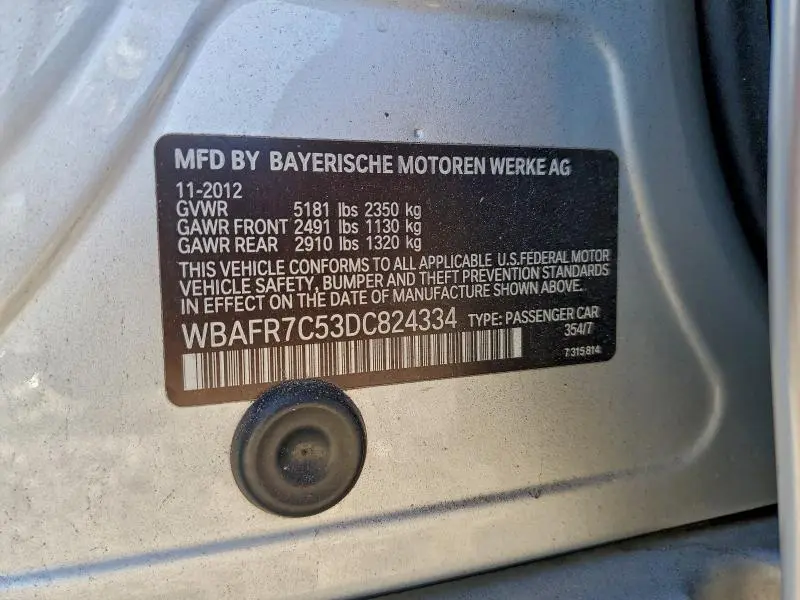 MFD BY BAYERISCHE MOTOREN WERKE AG
11-2012
GVWR 5181 lbs 2350 kg
GAWR FRONT 2491 lbs 1130 kg
GAWR REAR 2910 lbs 1320 kg
THIS VEHICLE CONFORMS TO ALL APPLICABLE U.S.FEDERAL MOTOR
VEHICLE SAFETY, BUMPER AND THEFT PREVENTION STANDARDS
IN EFFECT ON THE DATE OF MANUFACTURE SHOWN ABOVE.
WBAFR7C53DC824334 TYPE: PASSENGER CAR
354/7
7 315 814